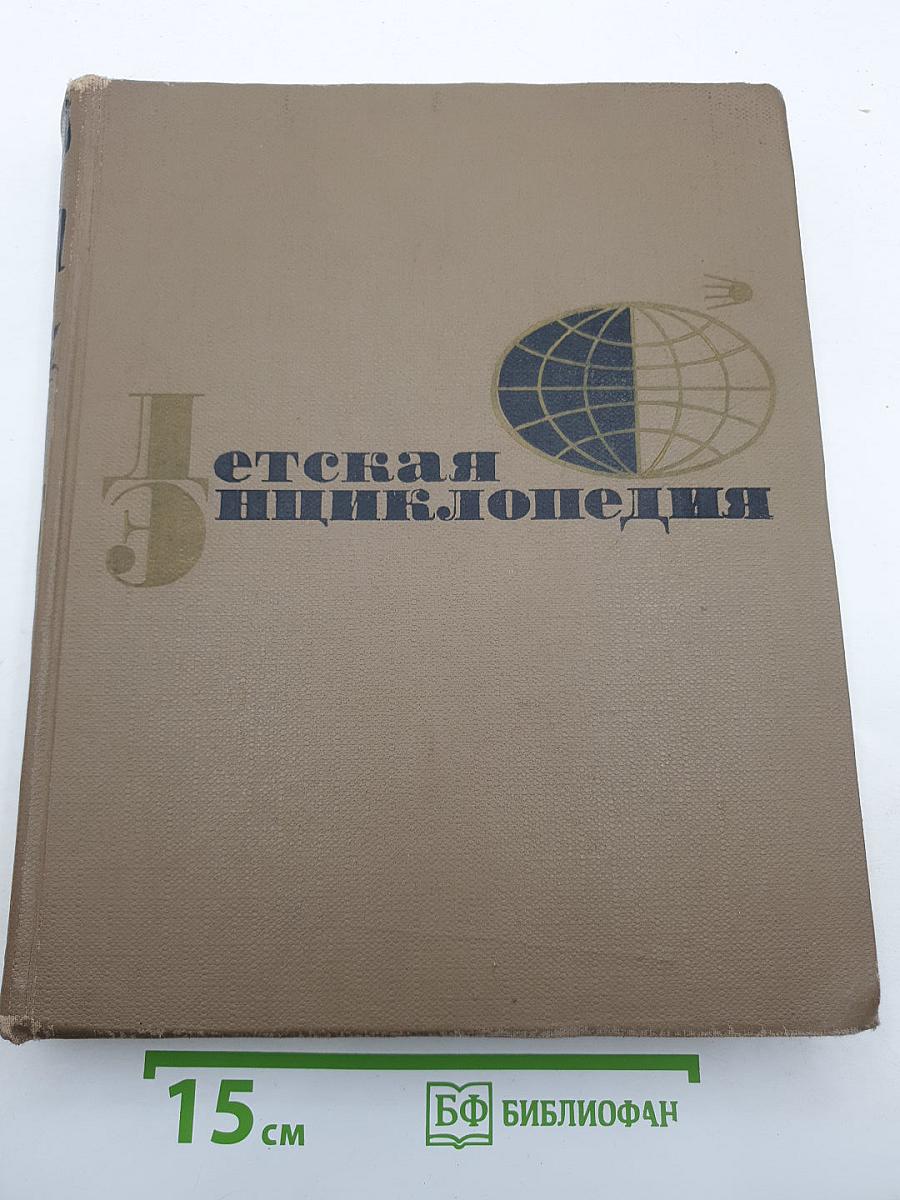 Детская
Энциклопедия
15 см
БФ БИБЛИОФАН